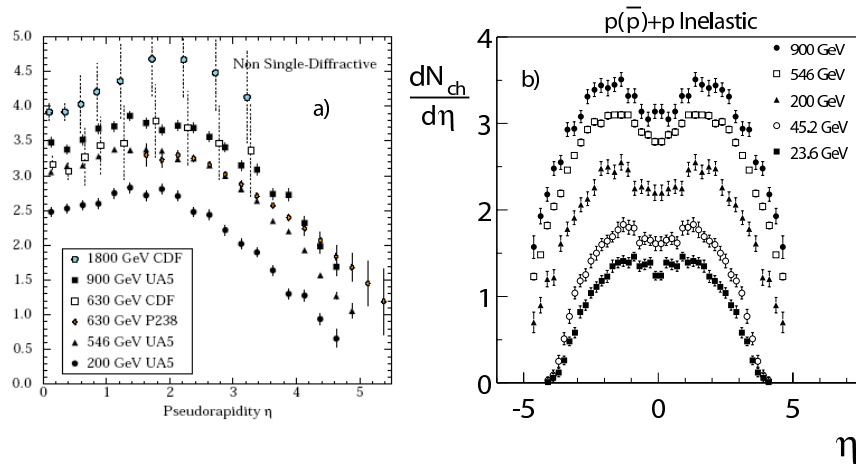 Non Single-Diffractive
a)
5.0
4.5
4.0
3.5
3.0
2.5
2.0
1.5
1.0
0.5
0.0
1800 GeV CDF
900 GeV UA5
630 GeV CDF
630 GeV P238
546 GeV UA5
200 GeV UA5
0 1 2 3 4 5
Pseudorapidity η
p(p̅)+p Inelastic
b)
dN_ch
dη
4
3
2
1
0
900 GeV
546 GeV
200 GeV
45.2 GeV
23.6 GeV
-5 0 5
η